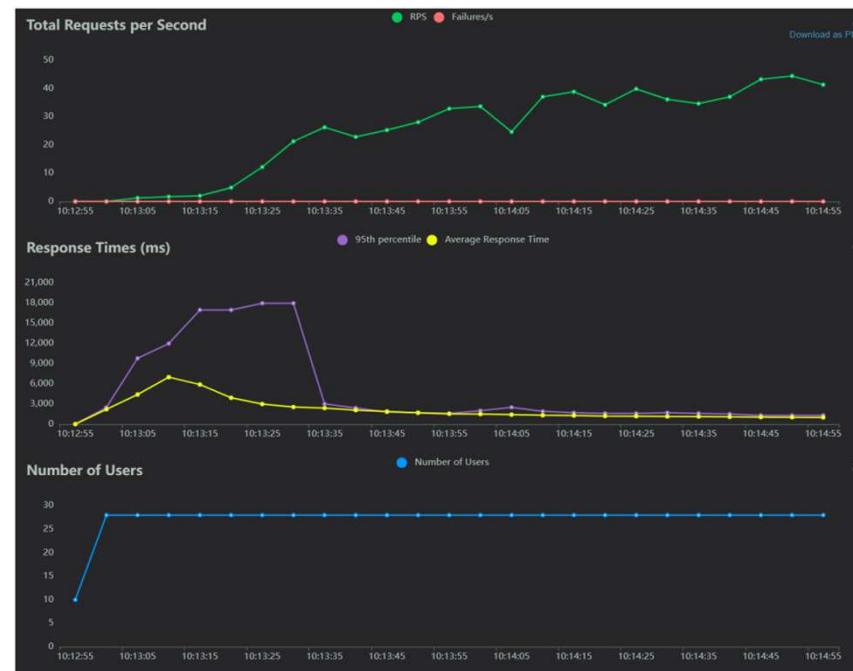 RPS Failures/s
Total Requests per Second
Download as
50
40
30
20
10
0
10:12:55 10:13:05 10:13:15 10:13:25 10:13:35 10:13:45 10:13:55 10:14:05 10:14:15 10:14:25 10:14:35 10:14:45 10:14:55
95th percentile Average Response Time
Response Times (ms)
21,000
18,000
15,000
12,000
9,000
6,000
3,000
0
10:12:55 10:13:05 10:13:15 10:13:25 10:13:35 10:13:45 10:13:55 10:14:05 10:14:15 10:14:25 10:14:35 10:14:45 10:14:55
Number of Users
Number of Users
30
25
20
15
10
5
0
10:12:55 10:13:05 10:13:15 10:13:25 10:13:35 10:13:45 10:13:55 10:14:05 10:14:15 10:14:25 10:14:35 10:14:45 10:14:55